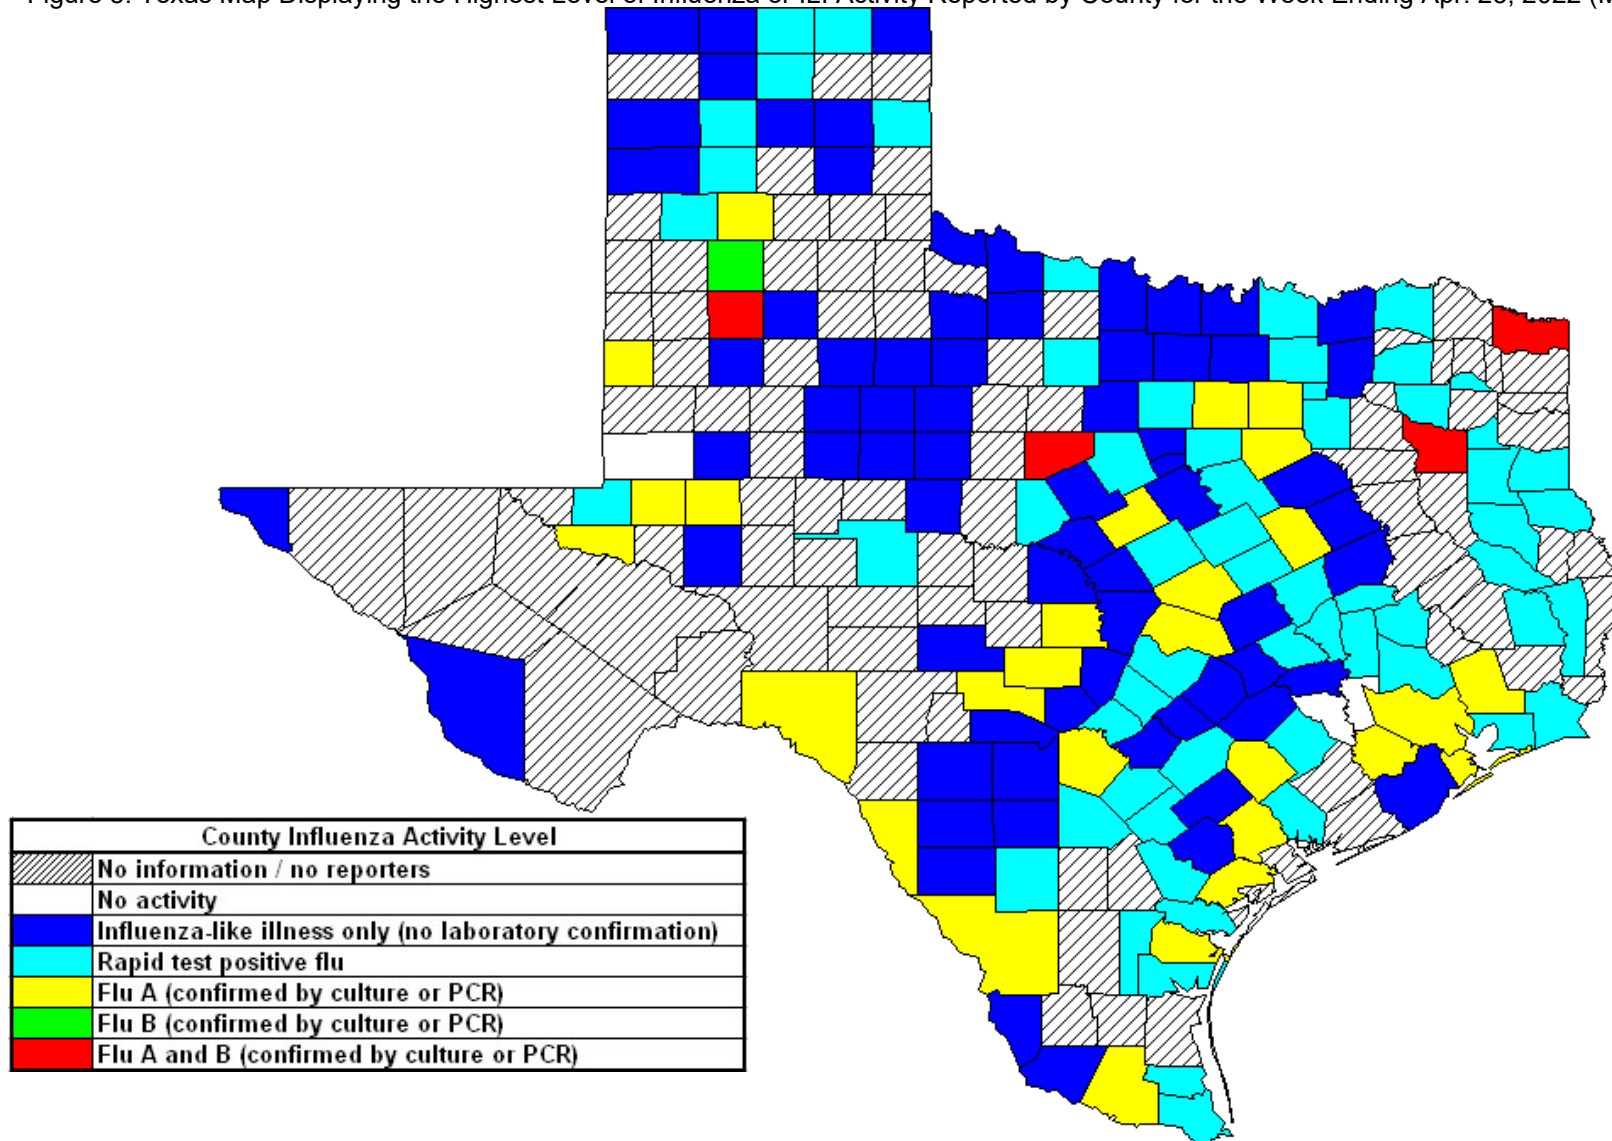 Figure 3. Texas Map Displaying the Highest Level of Influenza or ILI Activity Reported by County for the Week Ending Apr. 23, 2022
County Influenza Activity Level
No information / no reporters
No activity
Influenza-like illness only (no laboratory confirmation)
Rapid test positive flu
Flu A (confirmed by culture or PCR)
Flu B (confirmed by culture or PCR)
Flu A and B (confirmed by culture or PCR)